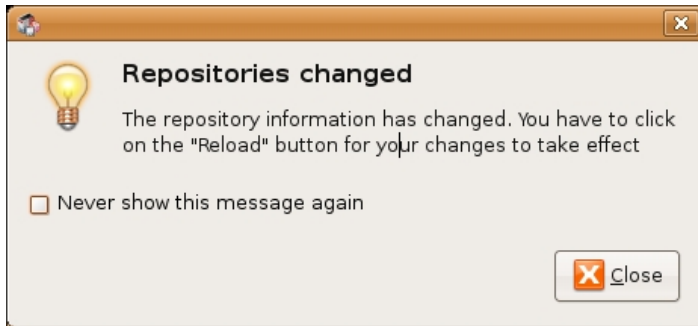 Repositories changed
The repository information has changed. You have to click
on the "Reload" button for your changes to take effect
Never show this message again
Close